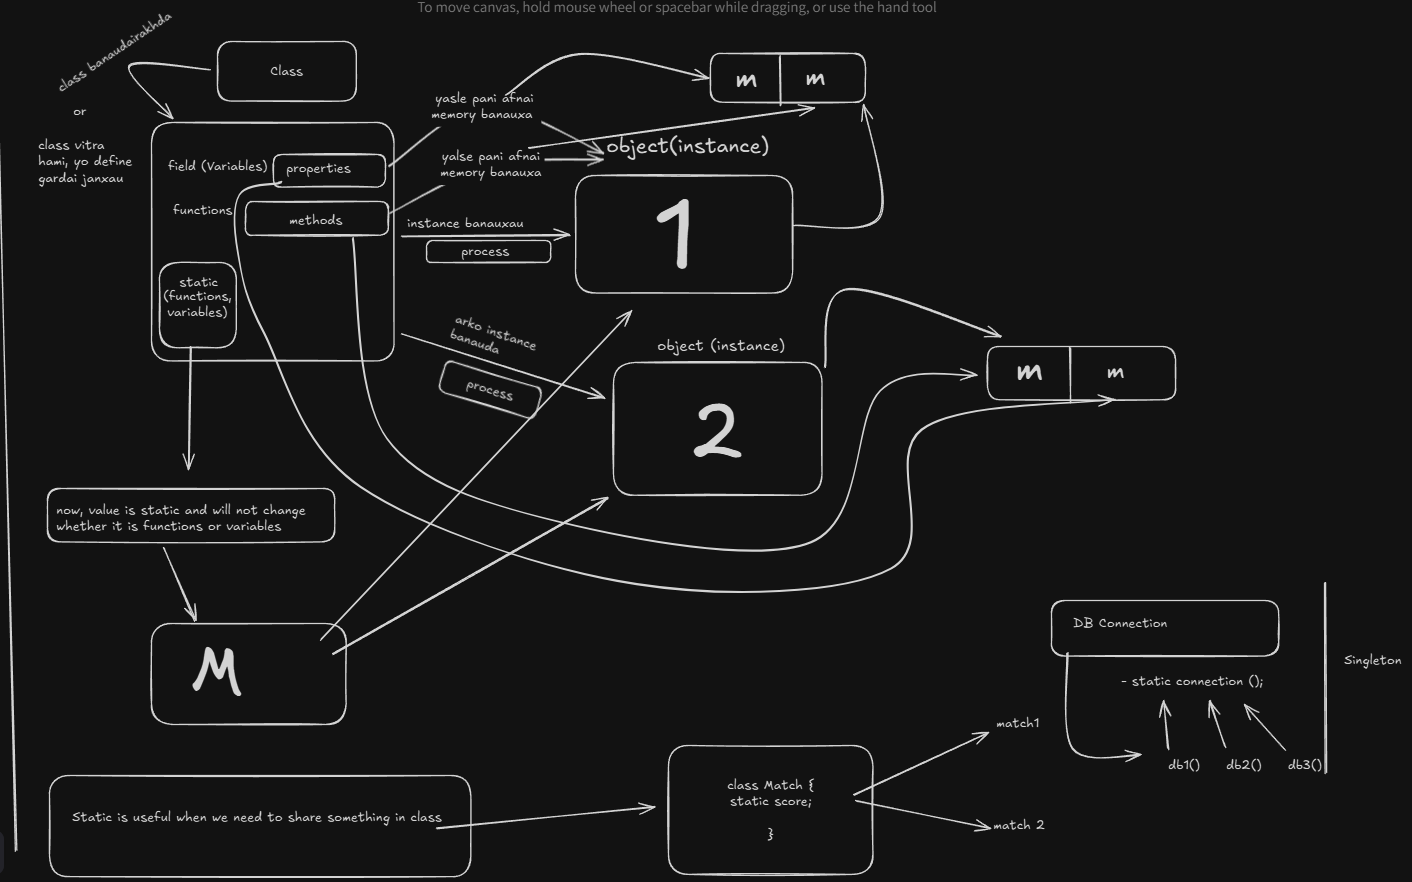 To move canvas, hold mouse wheel or spacebar while dragging, or use the hand tool
class banaudairakhda
or
class vitra
hami, yo define
gardai janxau
Class
field (Variables)
properties
functions
methods
static
(functions,
variables)
yasle pani afnai
memory banauxa
yalse pani afnai
memory banauxa
m
m
object(instance)
instance banauxau
process
1
arko instance
banauda
process
object (instance)
2
m
m
now, value is static and will not change
whether it is functions or variables
M
DB Connection
- static connection ();
db1()
db2()
db3()
Singleton
Static is useful when we need to share something in class
class Match {
static score;
}
match1
match 2